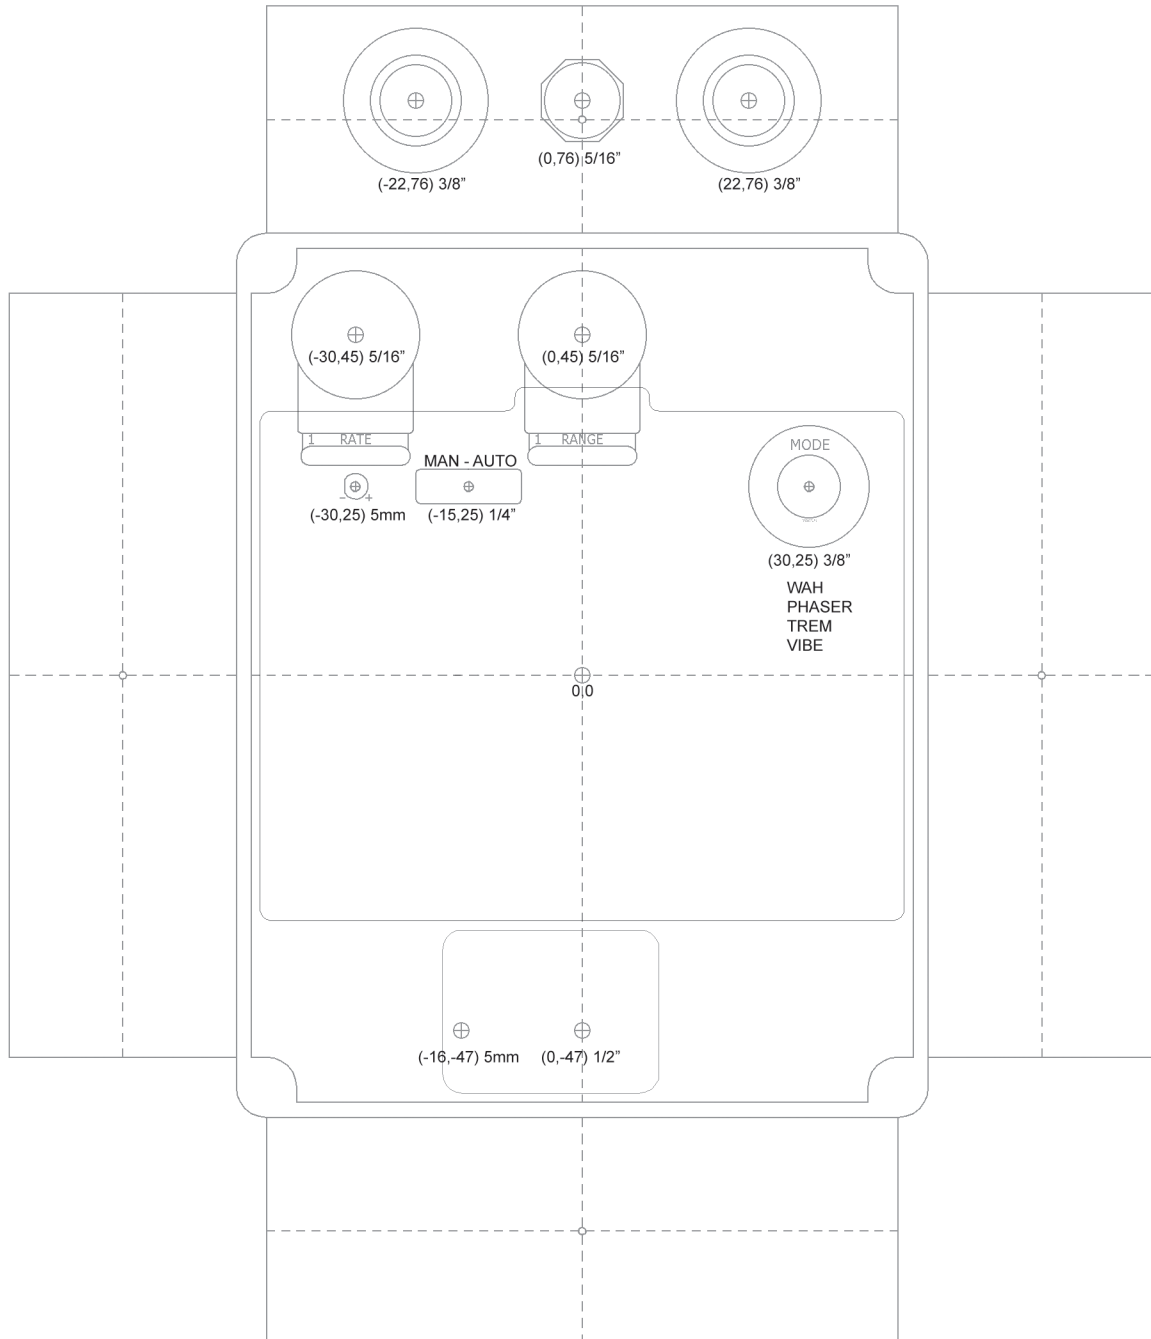 (0,76) 5/16”
(-22,76) 3/8”
(22,76) 3/8”
(-30,45) 5/16”
(0,45) 5/16”
1 RATE
1 RANGE
MODE
MAN - AUTO
- +
(-30,25) 5mm
(-15,25) 1/4”
(30,25) 3/8”
WAH
PHASER
TREM
VIBE
0,0
(-16,-47) 5mm
(0,-47) 1/2”